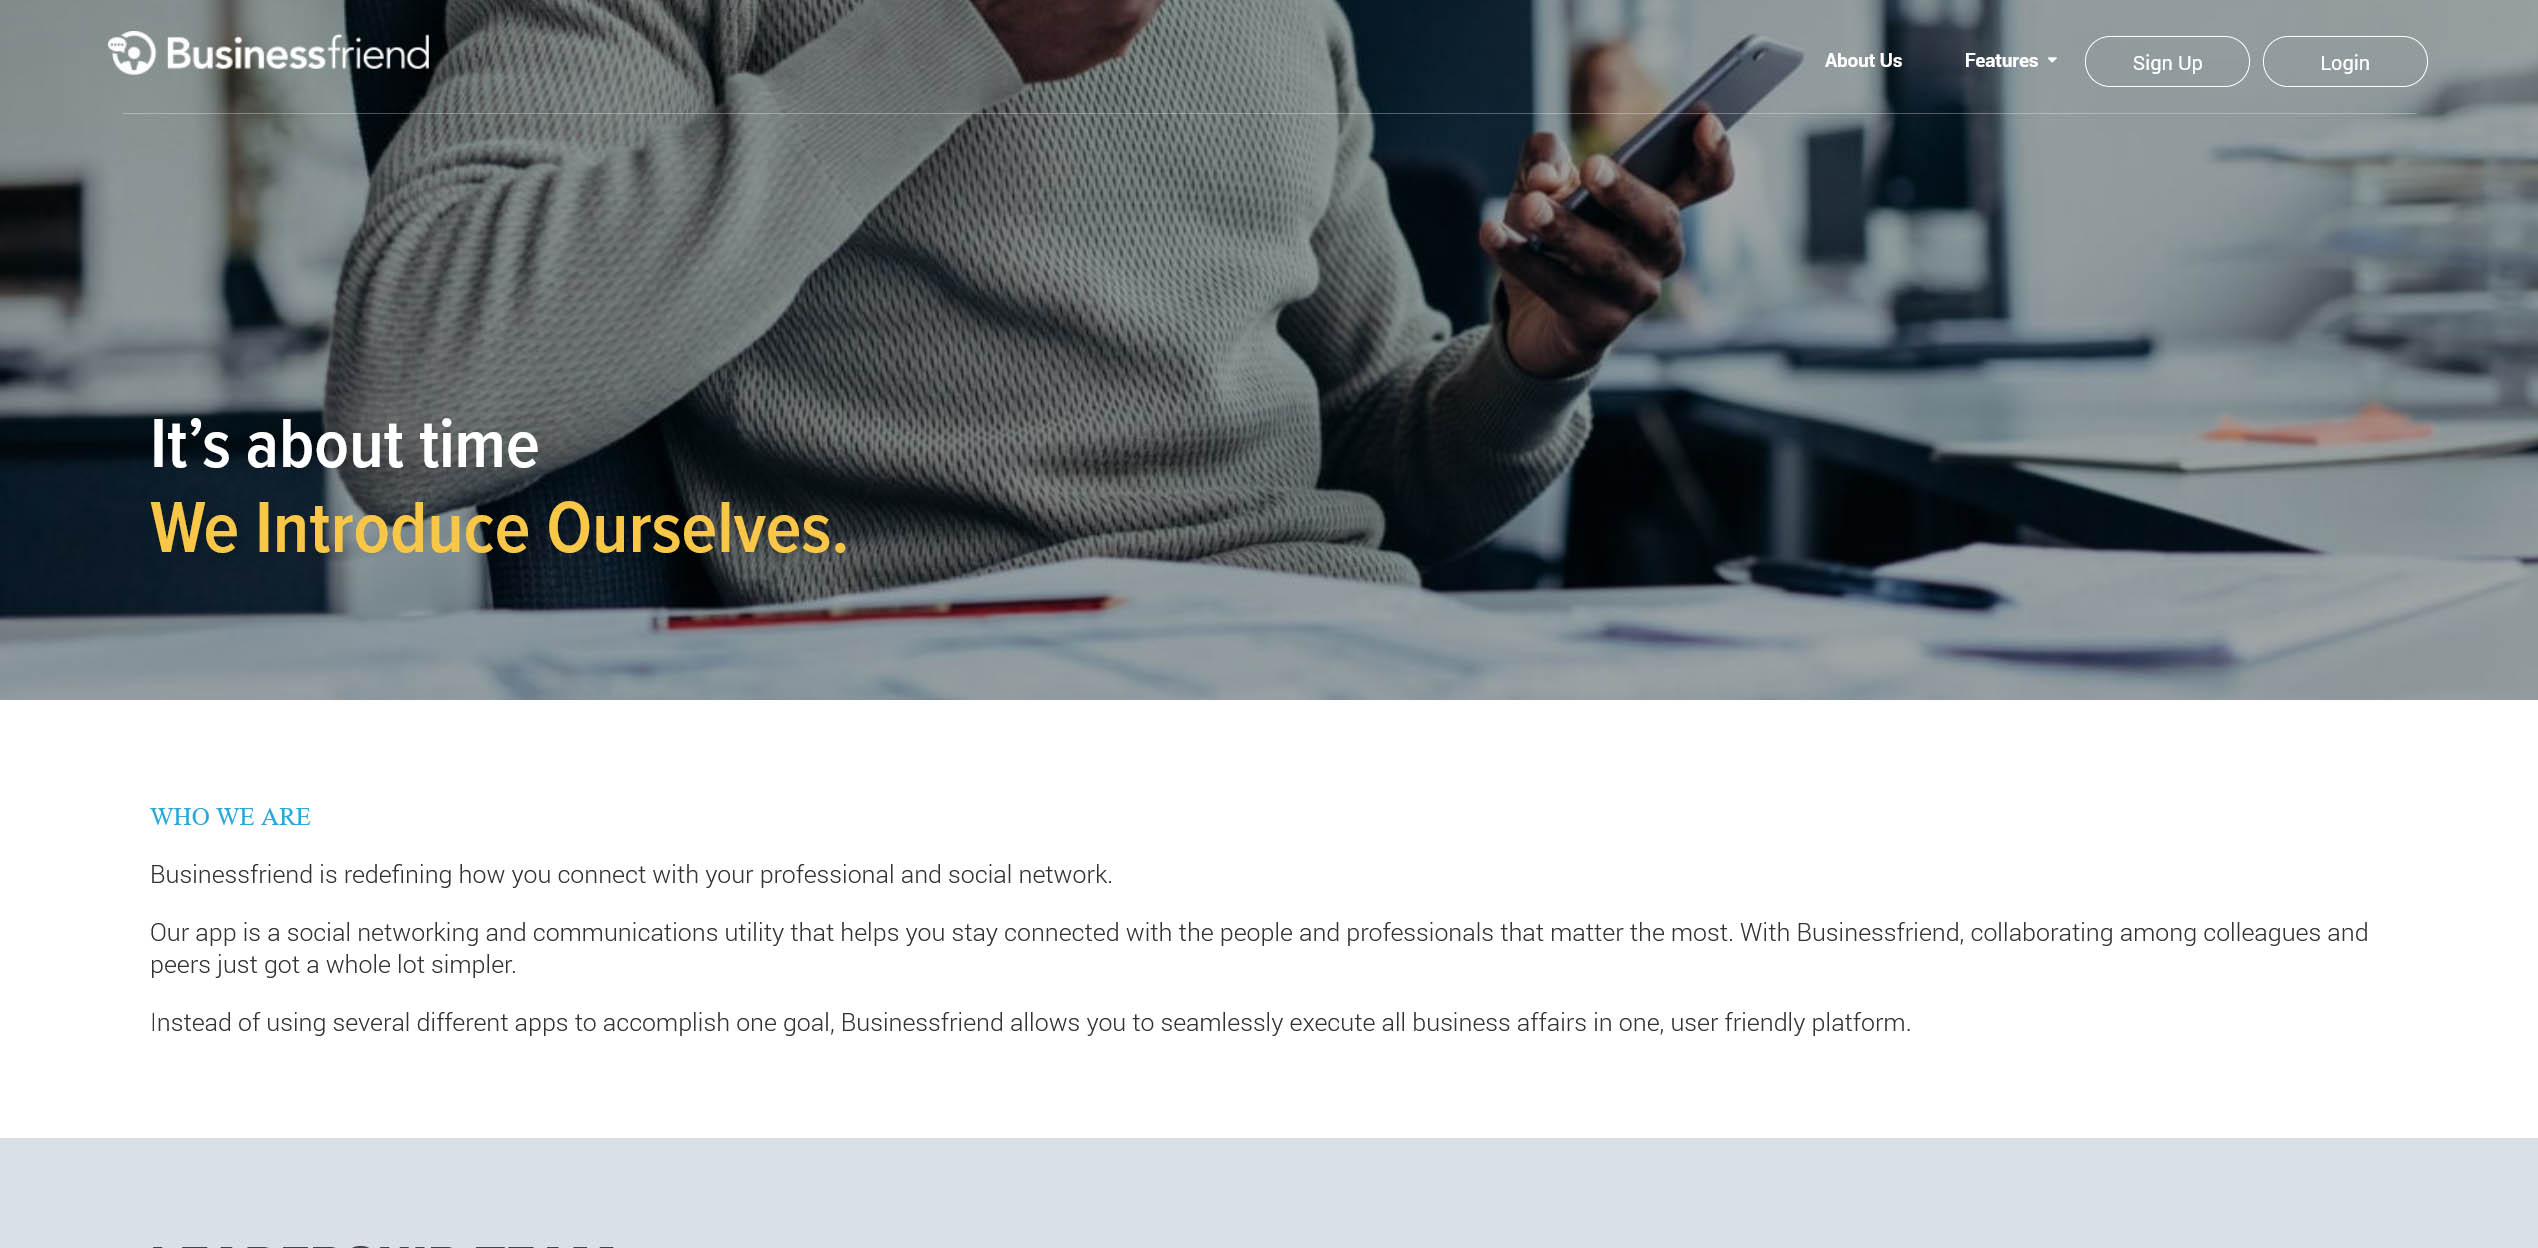 Businessfriend
About Us
Features
Sign Up
Login
It’s about time
We Introduce Ourselves.
WHO WE ARE
Businessfriend is redefining how you connect with your professional and social network.
Our app is a social networking and communications utility that helps you stay connected with the people and professionals that matter the most. With Businessfriend, collaborating among colleagues and
peers just got a whole lot simpler.
Instead of using several different apps to accomplish one goal, Businessfriend allows you to seamlessly execute all business affairs in one, user friendly platform.